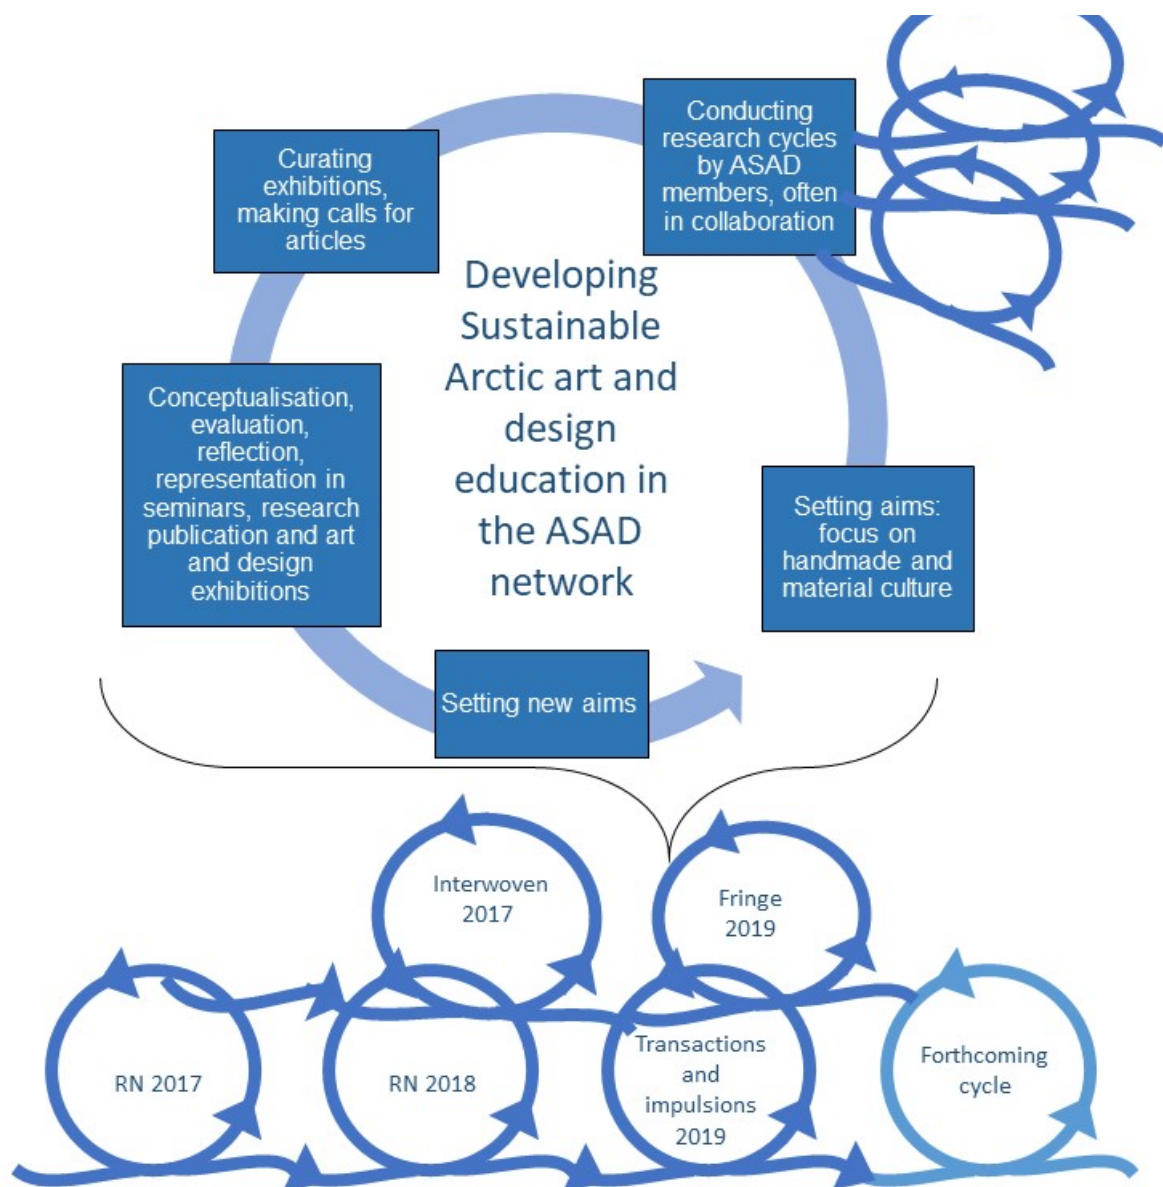 Conducting
research cycles
by ASAD
members, often
in collaboration
Curating
exhibitions,
making calls for
articles
Developing
Sustainable
Arctic art and
design
education in
the ASAD
network
Conceptualisation,
evaluation,
reflection,
representation in
seminars, research
publication and art
and design
exhibitions
Setting aims:
focus on
handmade and
material culture
Setting new aims
Interwoven
2017
Fringe
2019
RN 2017
RN 2018
Transactions
and
impulsions
2019
Forthcoming
cycle